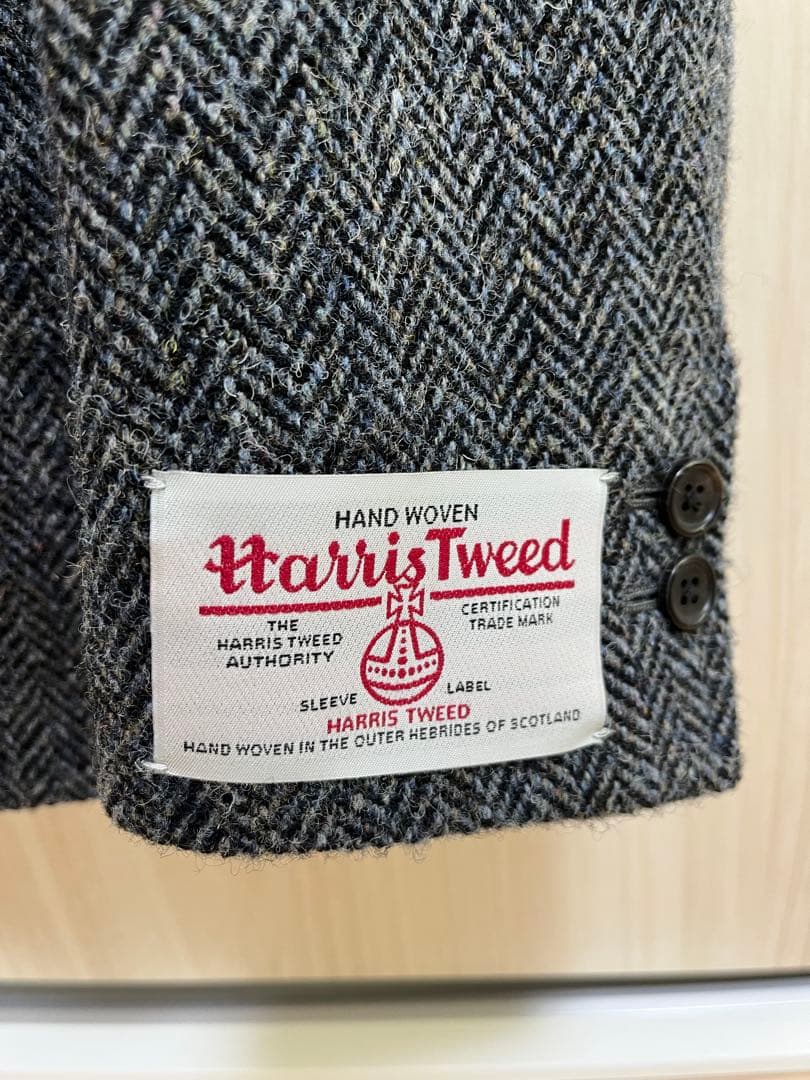 HAND WOVEN
Harris Tweed
THE
HARRIS TWEED
AUTHORITY
CERTIFICATION
TRADE MARK
SLEEVE LABEL
HARRIS TWEED
HAND WOVEN IN THE OUTER HEBRIDES OF SCOTLAND